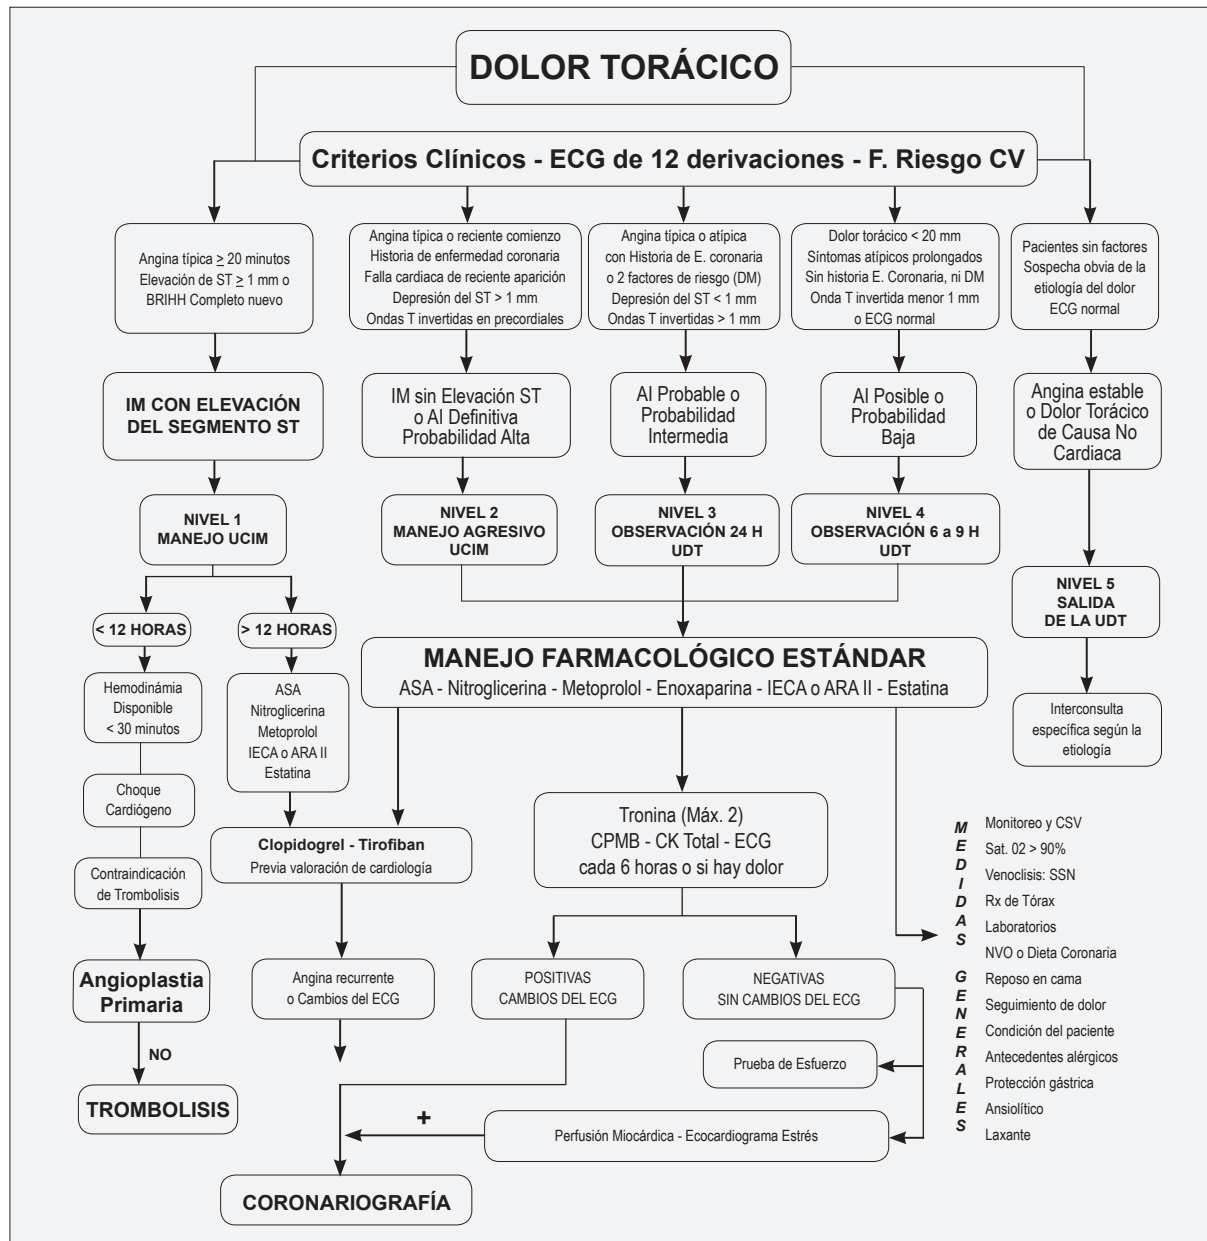 DOLOR TORÁCICO
Criterios Clínicos - ECG de 12 derivaciones - F. Riesgo CV
Angina típica ≥ 20 minutos
Elevación de ST ≥ 1 mm o
BRIHH Completo nuevo
Angina típica o reciente comienzo
Historia de enfermedad coronaria
Falla cardiaca de reciente aparición
Depresión del ST > 1 mm
Ondas T invertidas en precordiales
Angina típica o atípica
con Historia de E. coronaria
o 2 factores de riesgo (DM)
Depresión del ST < 1 mm
Ondas T invertidas > 1 mm
Dolor torácico < 20 mm
Síntomas atípicos prolongados
Sin historia E. Coronaria, ni DM
Onda T invertida menor 1 mm
o ECG normal
Pacientes sin factores
Sospecha obvia de la
etiología del dolor
ECG normal
IM CON ELEVACIÓN
DEL SEGMENTO ST
IM sin Elevación ST
o AI Definitiva
Probabilidad Alta
AI Probable o
Probabilidad
Intermedia
AI Posible o
Probabilidad
Baja
Angina estable
o Dolor Torácico
de Causa No
Cardiaca
NIVEL 1
MANEJO UCIM
NIVEL 2
MANEJO AGRESIVO
UCIM
NIVEL 3
OBSERVACIÓN 24 H
UDT
NIVEL 4
OBSERVACIÓN 6 a 9 H
UDT
NIVEL 5
SALIDA
DE LA UDT
< 12 HORAS
> 12 HORAS
MANEJO FARMACOLÓGICO ESTÁNDAR
ASA - Nitroglicerina - Metoprolol - Enoxaparina - IECA o ARA II - Estatina
Hemodinámia
Disponible
< 30 minutos
ASA
Nitroglicerina
Metoprolol
IECA o ARA II
Estatina
Interconsulta
específica según la
etiología
Choque
Cardiógeno
Contraindicación
de Trombolisis
Clopidogrel - Tirofiban
Previa valoración de cardiología
Tronina (Máx. 2)
CPMB - CK Total - ECG
cada 6 horas o si hay dolor
Angioplastia
Primaria
Angina recurrente
o Cambios del ECG
POSITIVAS
CAMBIOS DEL ECG
NEGATIVAS
SIN CAMBIOS DEL ECG
NO
TROMBOLISIS
Prueba de Esfuerzo
+
Perfusión Miocárdica - Ecocardiograma Estrés
CORONARIOGRAFÍA
MEDIDAS GENERALES
Monitoreo y CSV
Sat. 02 > 90%
Venoclisis: SSN
Rx de Tórax
Laboratorios
NVO o Dieta Coronaria
Reposo en cama
Seguimiento de dolor
Condición del paciente
Antecedentes alérgicos
Protección gástrica
Ansiolítico
Laxante